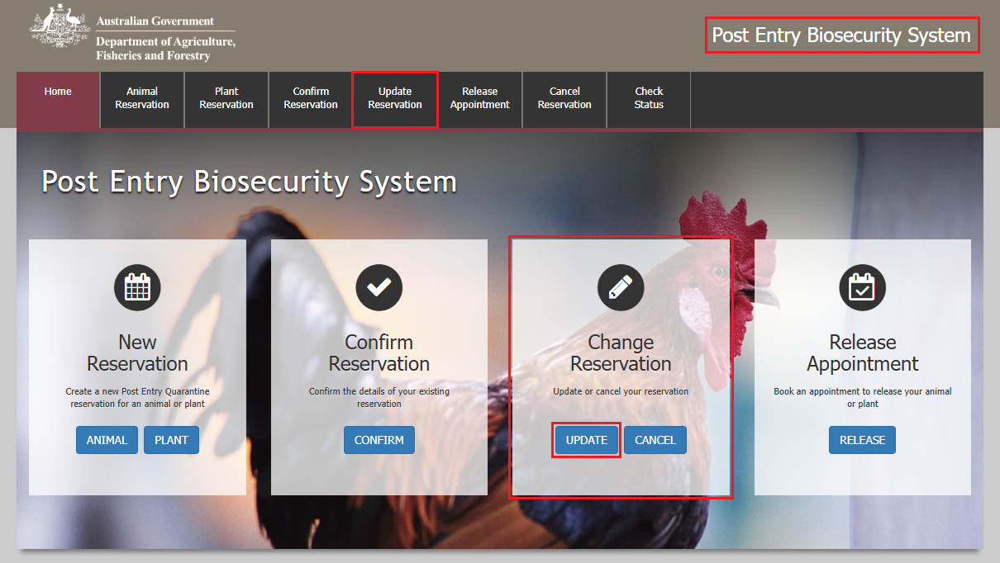 Australian Government
Department of Agriculture,
Fisheries and Forestry
Post Entry Biosecurity System
Home
Animal
Reservation
Plant
Reservation
Confirm
Reservation
Update
Reservation
Release
Appointment
Cancel
Reservation
Check
Status
Post Entry Biosecurity System
New
Reservation
Create a new Post Entry Quarantine
reservation for an animal or plant
ANIMAL
PLANT
Confirm
Reservation
Confirm the details of your existing
reservation
CONFIRM
Change
Reservation
Update or cancel your reservation
UPDATE
CANCEL
Release
Appointment
Book an appointment to release your animal
or plant
RELEASE